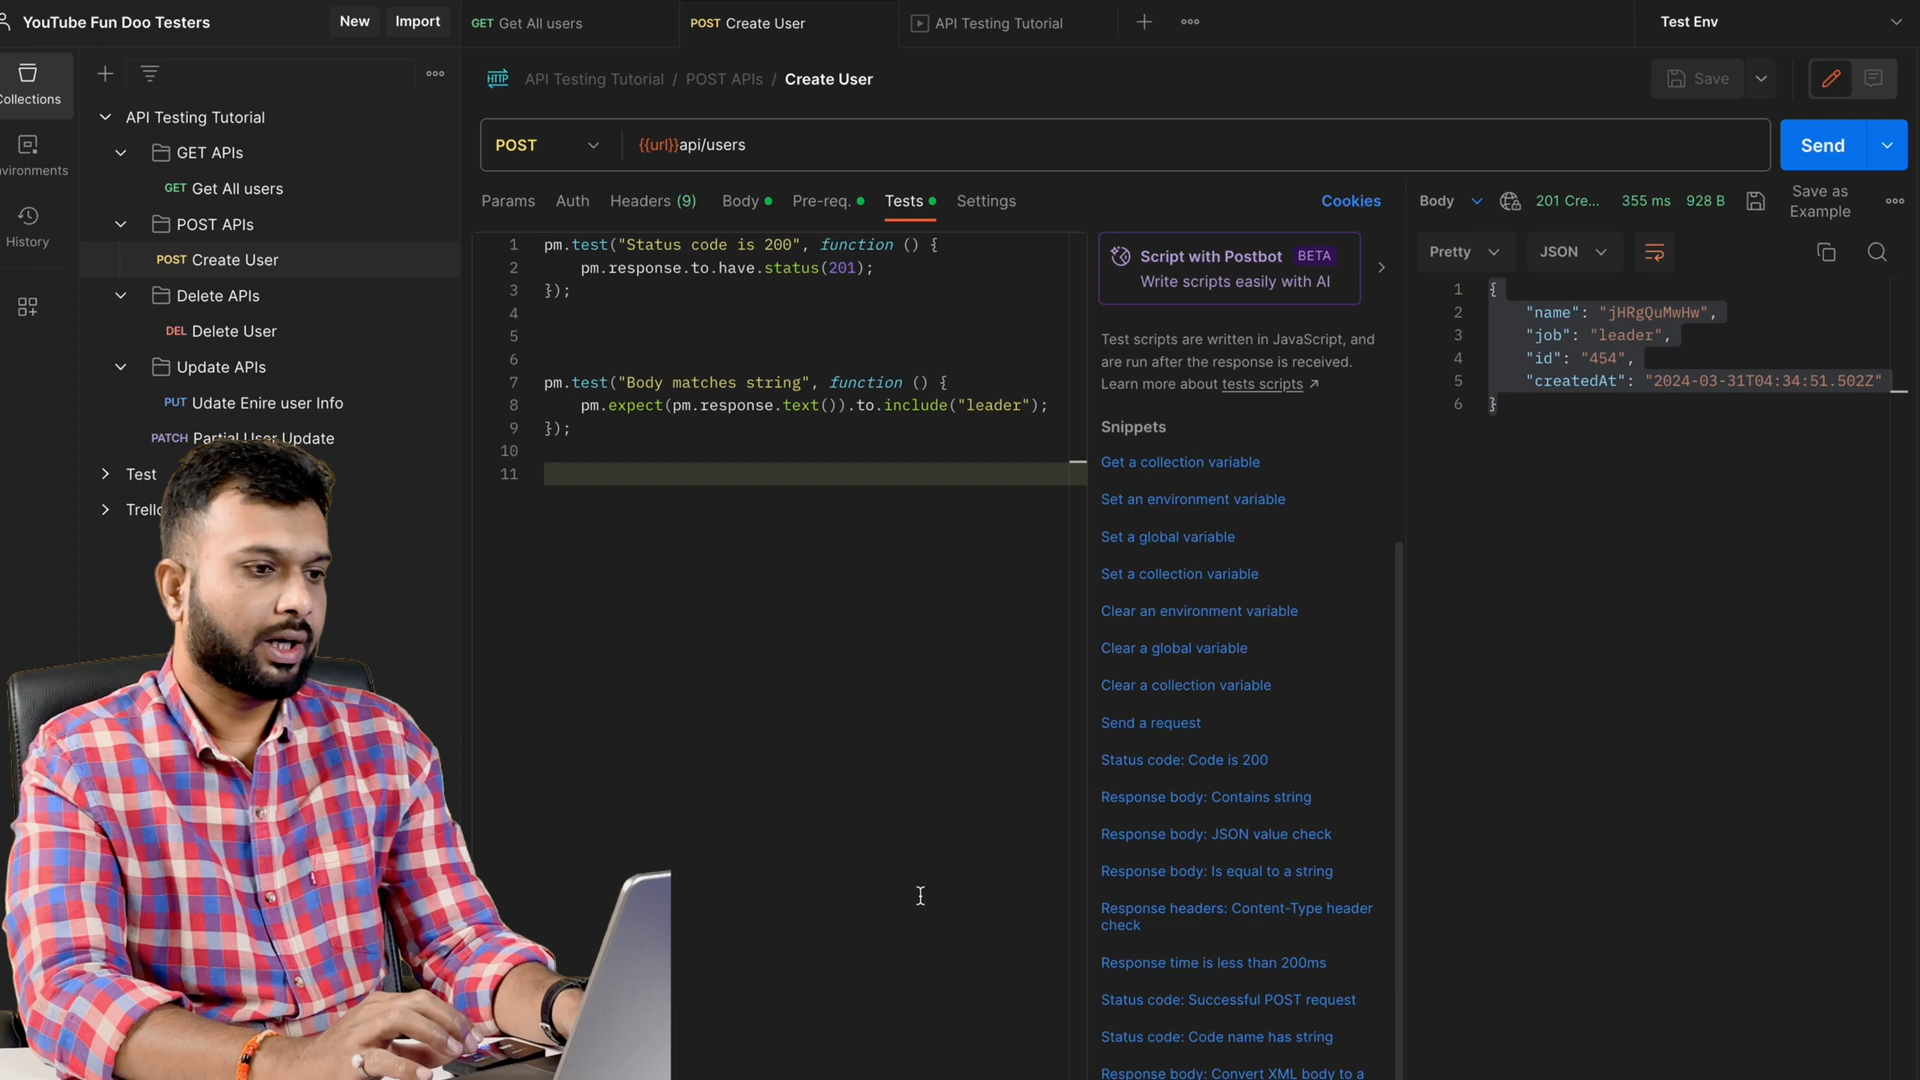 YouTube Fun Doo Testers
New
Import
GET Get All users
POST Create User
API Testing Tutorial
Test Env
Collections
API Testing Tutorial
GET APIs
GET Get All users
POST APIs
POST Create User
Delete APIs
DEL Delete User
Update APIs
PUT Udate Enire user Info
PATCH Partial User Update
Test
History
HTTP API Testing Tutorial / POST APIs / Create User
Save
POST
{{url}}api/users
Send
Params
Auth
Headers (9)
Body
Pre-req.
Tests
Settings
Cookies
1 pm.test("Status code is 200", function () {
2 pm.response.to.have.status(201);
3 });
4
5
6
7 pm.test("Body matches string", function () {
8 pm.expect(pm.response.text()).to.include("leader");
9 });
10
11
Script with Postbot BETA
Write scripts easily with AI
Test scripts are written in JavaScript, and
are run after the response is received.
Learn more about tests scripts ↗
Snippets
Get a collection variable
Set an environment variable
Set a global variable
Set a collection variable
Clear an environment variable
Clear a global variable
Clear a collection variable
Send a request
Status code: Code is 200
Response body: Contains string
Response body: JSON value check
Response body: Is equal to a string
Response headers: Content-Type header
check
Response time is less than 200ms
Status code: Successful POST request
Status code: Code name has string
Response body: Convert XML body to a
Body
201 Cre...
355 ms
928 B
Save as
Example
Pretty
JSON
1 {
2 "name": "jHRgQuMwHw",
3 "job": "leader",
4 "id": "454",
5 "createdAt": "2024-03-31T04:34:51.502Z"
6 }